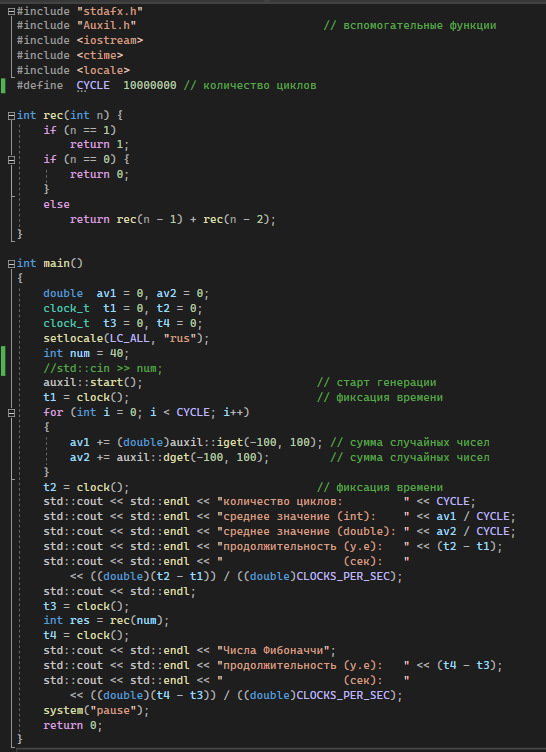 #include "stdafx.h"
#include "Auxil.h" // вспомогательные функции
#include <iostream>
#include <ctime>
#include <locale>
#define CYCLE 10000000 // количество циклов
int rec(int n) {
if (n == 1)
return 1;
if (n == 0) {
return 0;
}
else
return rec(n - 1) + rec(n - 2);
}
int main()
{
double av1 = 0, av2 = 0;
clock_t t1 = 0, t2 = 0;
clock_t t3 = 0, t4 = 0;
setlocale(LC_ALL, "rus");
int num = 40;
//std::cin >> num;
auxil::start(); // старт генерации
t1 = clock(); // фиксация времени
for (int i = 0; i < CYCLE; i++)
{
av1 += (double)auxil::iget(-100, 100); // сумма случайных чисел
av2 += auxil::dget(-100, 100); // сумма случайных чисел
}
t2 = clock(); // фиксация времени
std::cout << std::endl << "количество циклов: " << CYCLE;
std::cout << std::endl << "среднее значение (int): " << av1 / CYCLE;
std::cout << std::endl << "среднее значение (double): " << av2 / CYCLE;
std::cout << std::endl << "продолжительность (у.е): " << (t2 - t1);
std::cout << std::endl << " (сек): "
<< ((double)(t2 - t1)) / ((double)CLOCKS_PER_SEC);
std::cout << std::endl;
t3 = clock();
int res = rec(num);
t4 = clock();
std::cout << std::endl << "Числа Фибоначчи";
std::cout << std::endl << "продолжительность (у.е): " << (t4 - t3);
std::cout << std::endl << " (сек): "
<< ((double)(t4 - t3)) / ((double)CLOCKS_PER_SEC);
system("pause");
return 0;
}